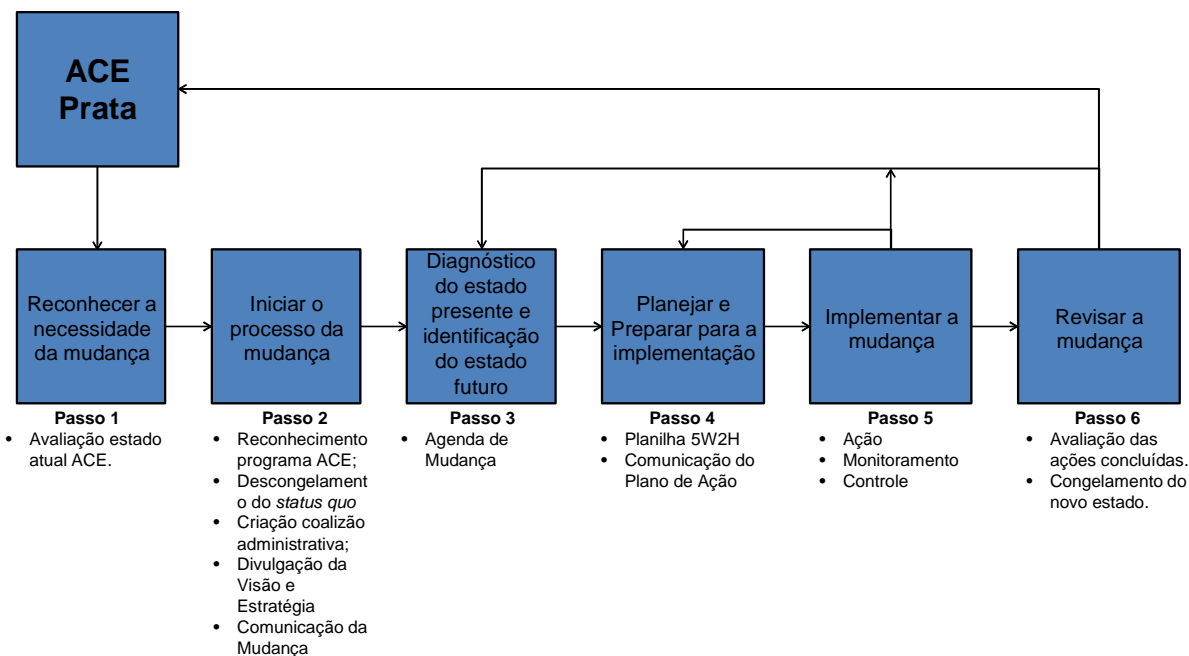 ACE
Prata
Reconhecer a
necessidade
da mudança
Iniciar o
processo da
mudança
Diagnóstico
do estado
presente e
identificação
do estado
futuro
Planejar e
Preparar para a
implementação
Implementar a
mudança
Revisar a
mudança
Passo 1
• Avaliação estado
atual ACE.
Passo 2
• Reconhecimento
programa ACE;
• Descongelament
o do status quo
• Criação coalizão
administrativa;
• Divulgação da
Visão e
Estratégia
• Comunicação da
Mudança
Passo 3
• Agenda de
Mudança
Passo 4
• Planilha 5W2H
• Comunicação do
Plano de Ação
Passo 5
• Ação
• Monitoramento
• Controle
Passo 6
• Avaliação das
ações concluídas.
• Congelamento do
novo estado.